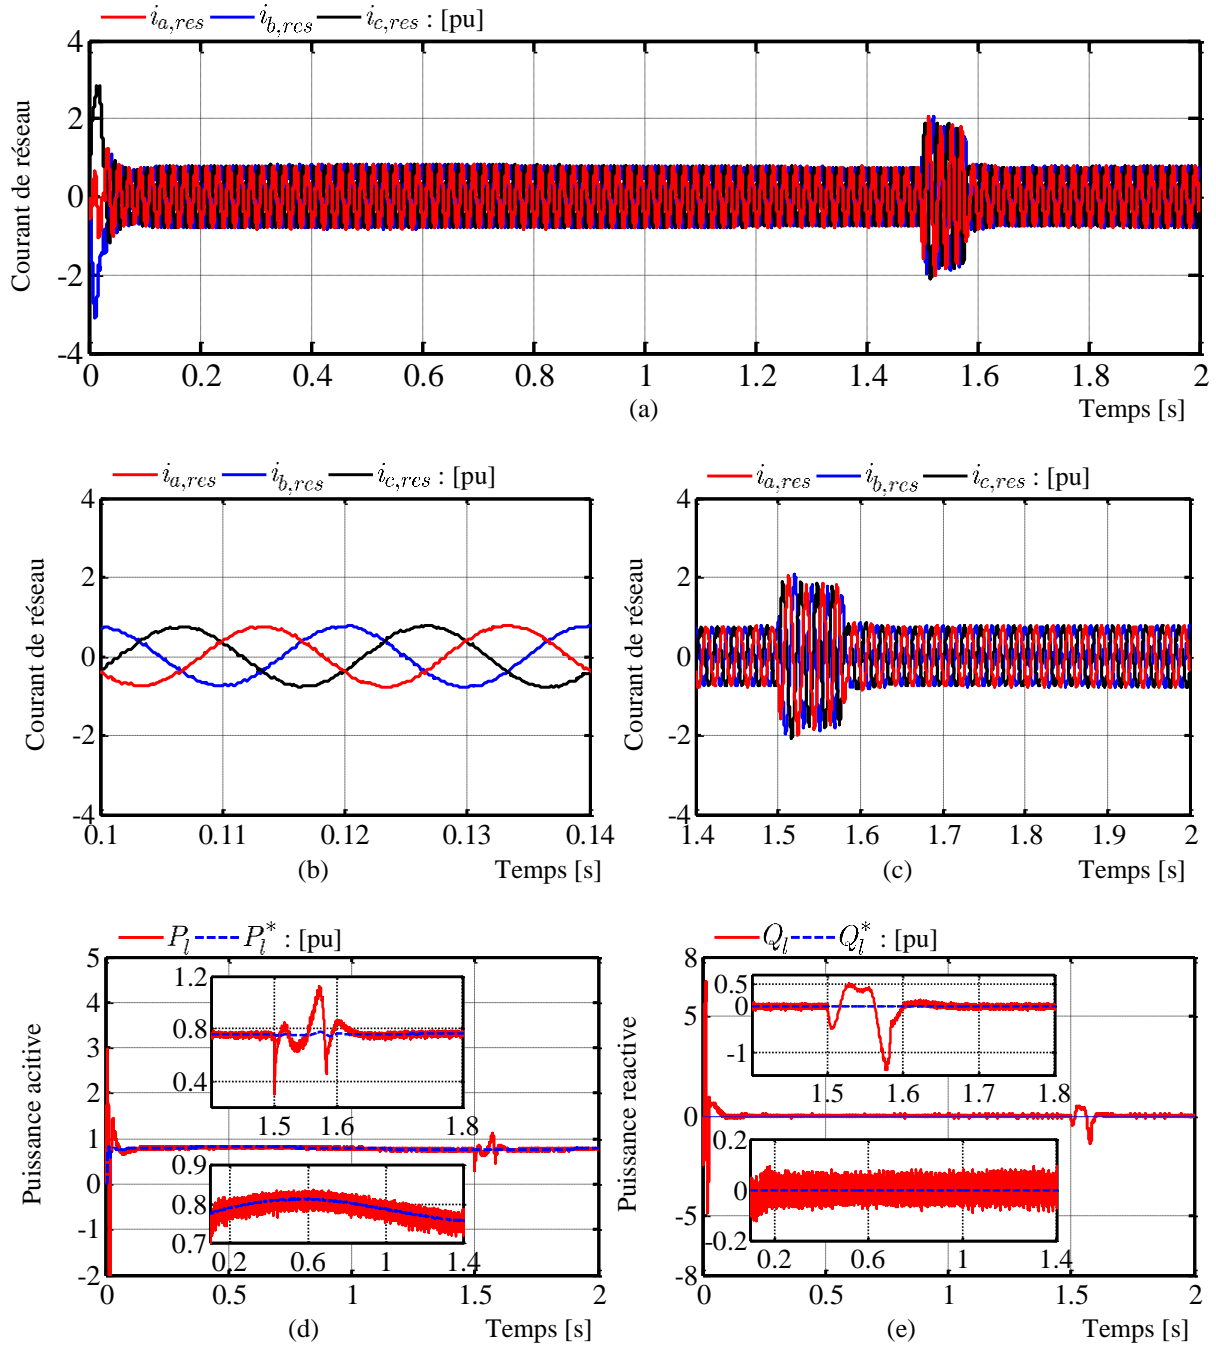 i_{a,res} i_{b,res} i_{c,res} : [pu]
Courant de réseau
4
2
0
-2
-4
0 0.2 0.4 0.6 0.8 1 1.2 1.4 1.6 1.8 2
(a)
Temps [s]
i_{a,res} i_{b,res} i_{c,res} : [pu]
Courant de réseau
4
2
0
-2
-4
0.1 0.11 0.12 0.13 0.14
(b)
Temps [s]
i_{a,res} i_{b,res} i_{c,res} : [pu]
Courant de réseau
4
2
0
-2
-4
1.4 1.5 1.6 1.7 1.8 1.9 2
(c)
Temps [s]
P_l P_l^* : [pu]
Puissance acitive
5
4
3
2
1
0
-1
-2
1.2
0.8
0.4
1.5 1.6 1.8
0.9
0.8
0.7
0.2 0.6 1 1.4
0 0.5 1 1.5 2
(d)
Temps [s]
Q_l Q_l^* : [pu]
Puissance reactive
8
5
0
-5
-8
0.5
0
-1
1.5 1.6 1.7 1.8
0.2
0
-0.2
0.2 0.6 1 1.4
0 0.5 1 1.5 2
(e)
Temps [s]